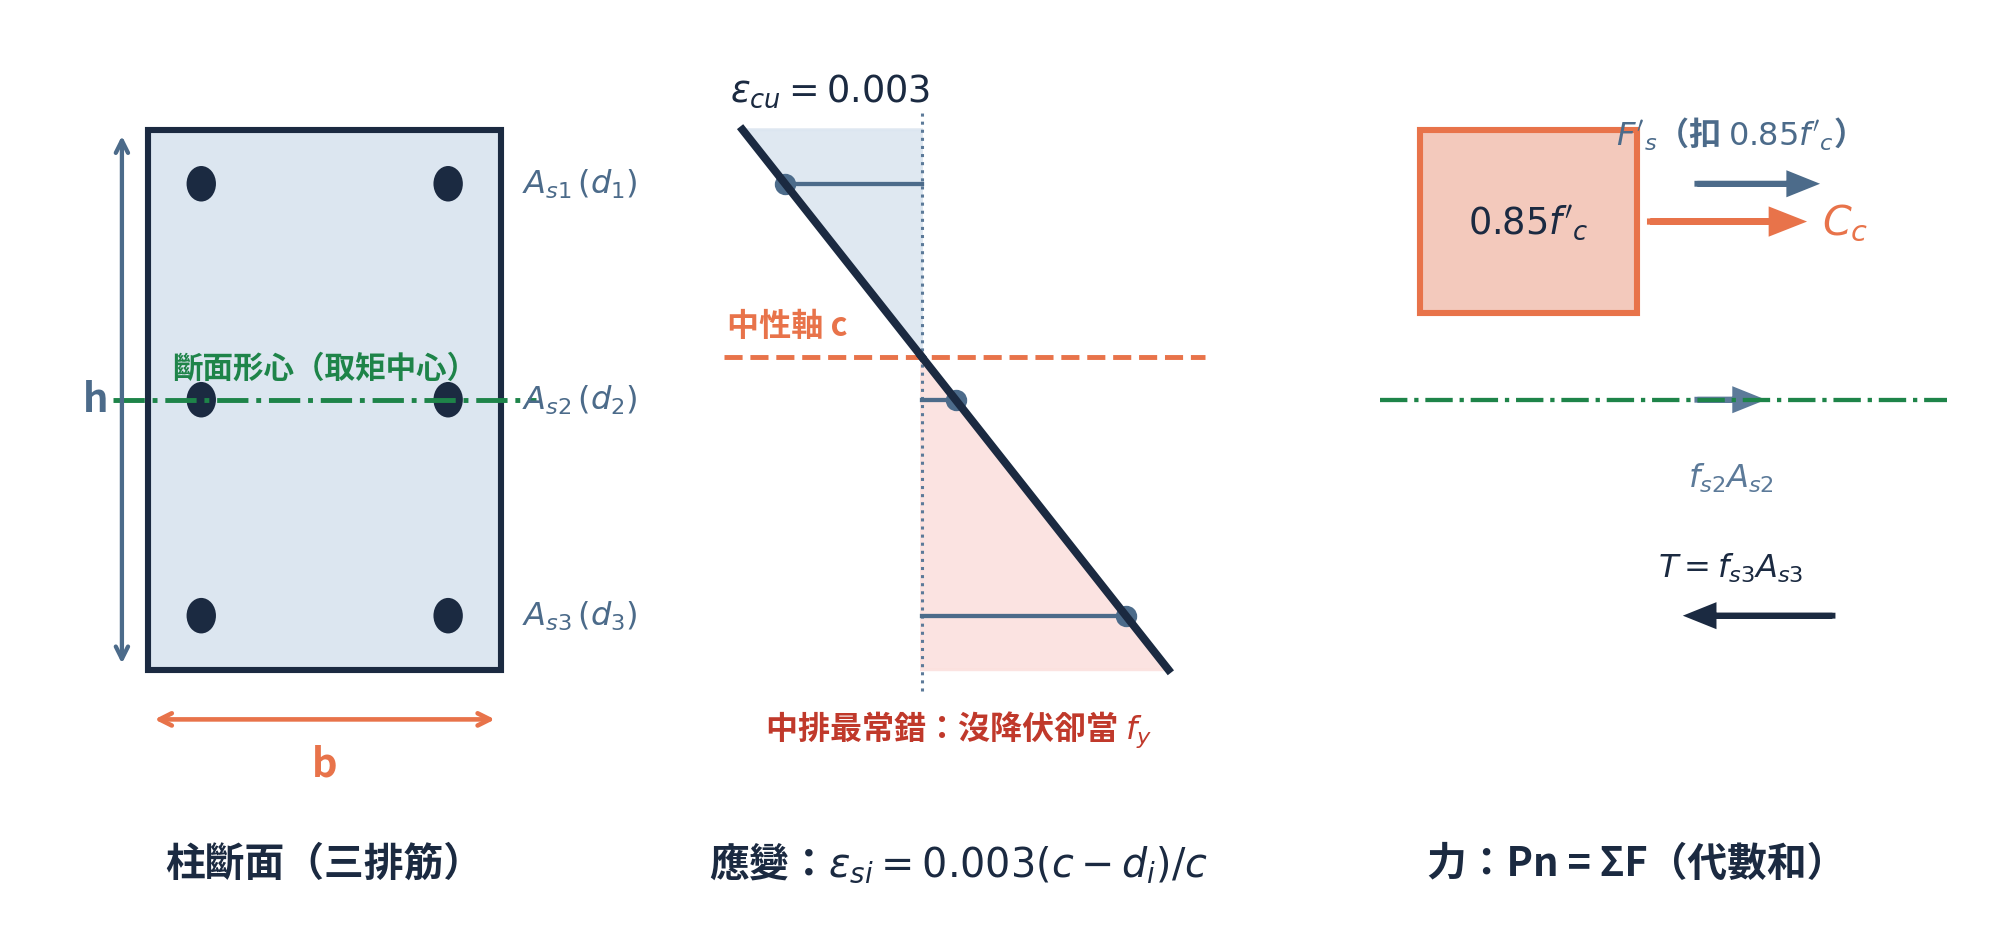 εcu = 0.003
F′s（扣 0.85f′c）
As1 (d1)
0.85f′c
Cc
中性軸 c
斷面形心（取矩中心）
h
As2 (d2)
fs2As2
T = fs3As3
As3 (d3)
中排最常錯：沒降伏卻當 fy
b
柱斷面（三排筋）
應變：εsi = 0.003(c − di)/c
力：Pn = ΣF（代數和）